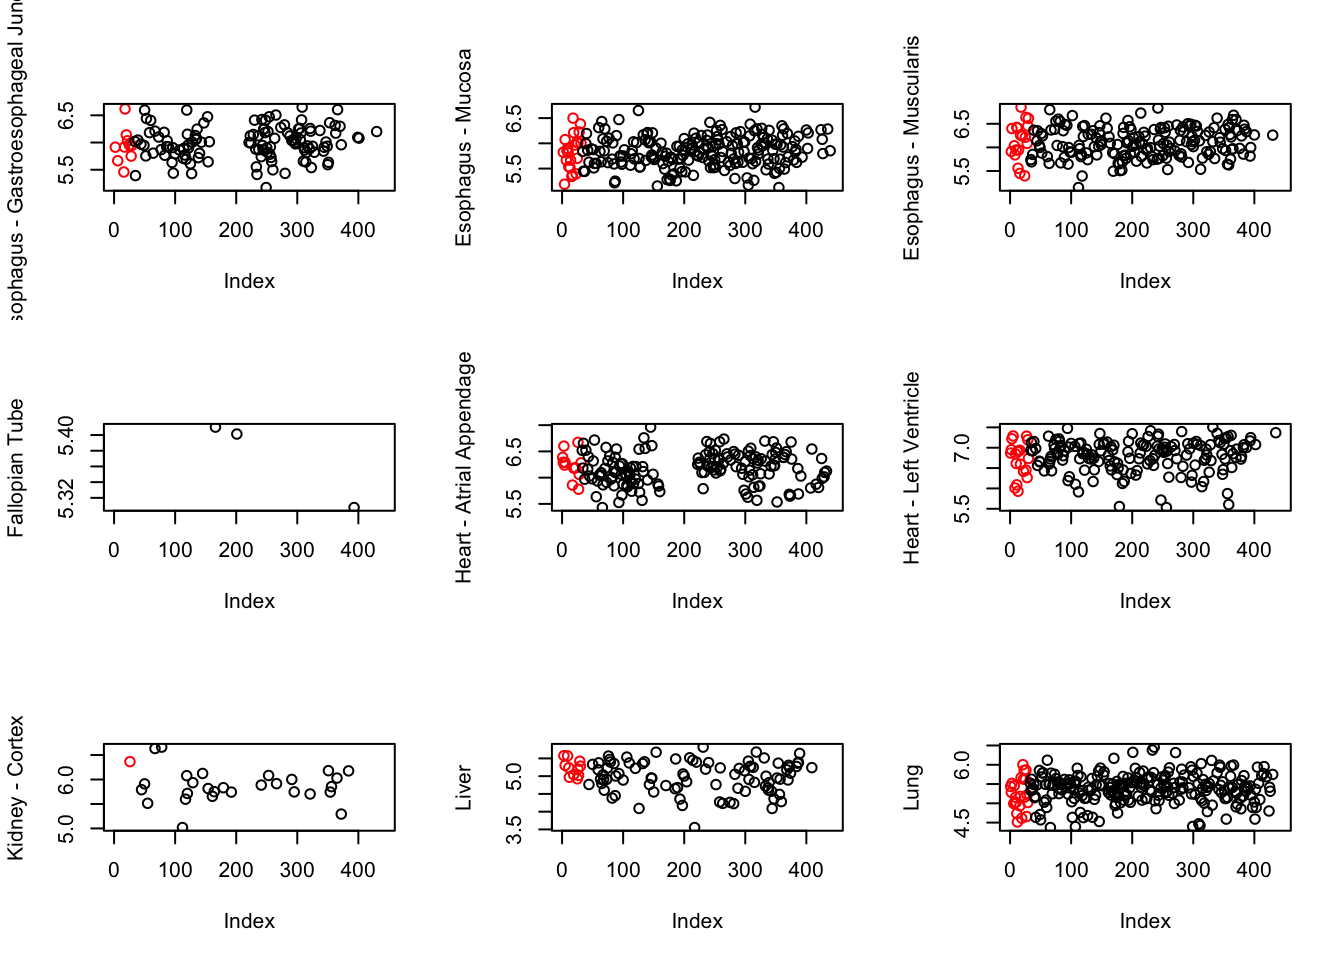 sophagus - Gastroesophageal Junc
5.5 6.5
0 100 200 300 400
Index
Esophagus - Mucosa
5.5 6.5
0 100 200 300 400
Index
Esophagus - Muscularis
5.5 6.5
0 100 200 300 400
Index
Fallopian Tube
5.32 5.40
0 100 200 300 400
Index
Heart - Atrial Appendage
5.5 6.5
0 100 200 300 400
Index
Heart - Left Ventricle
5.5 7.0
0 100 200 300 400
Index
Kidney - Cortex
5.0 6.0
0 100 200 300 400
Index
Liver
3.5 5.0
0 100 200 300 400
Index
Lung
4.5 6.0
0 100 200 300 400
Index